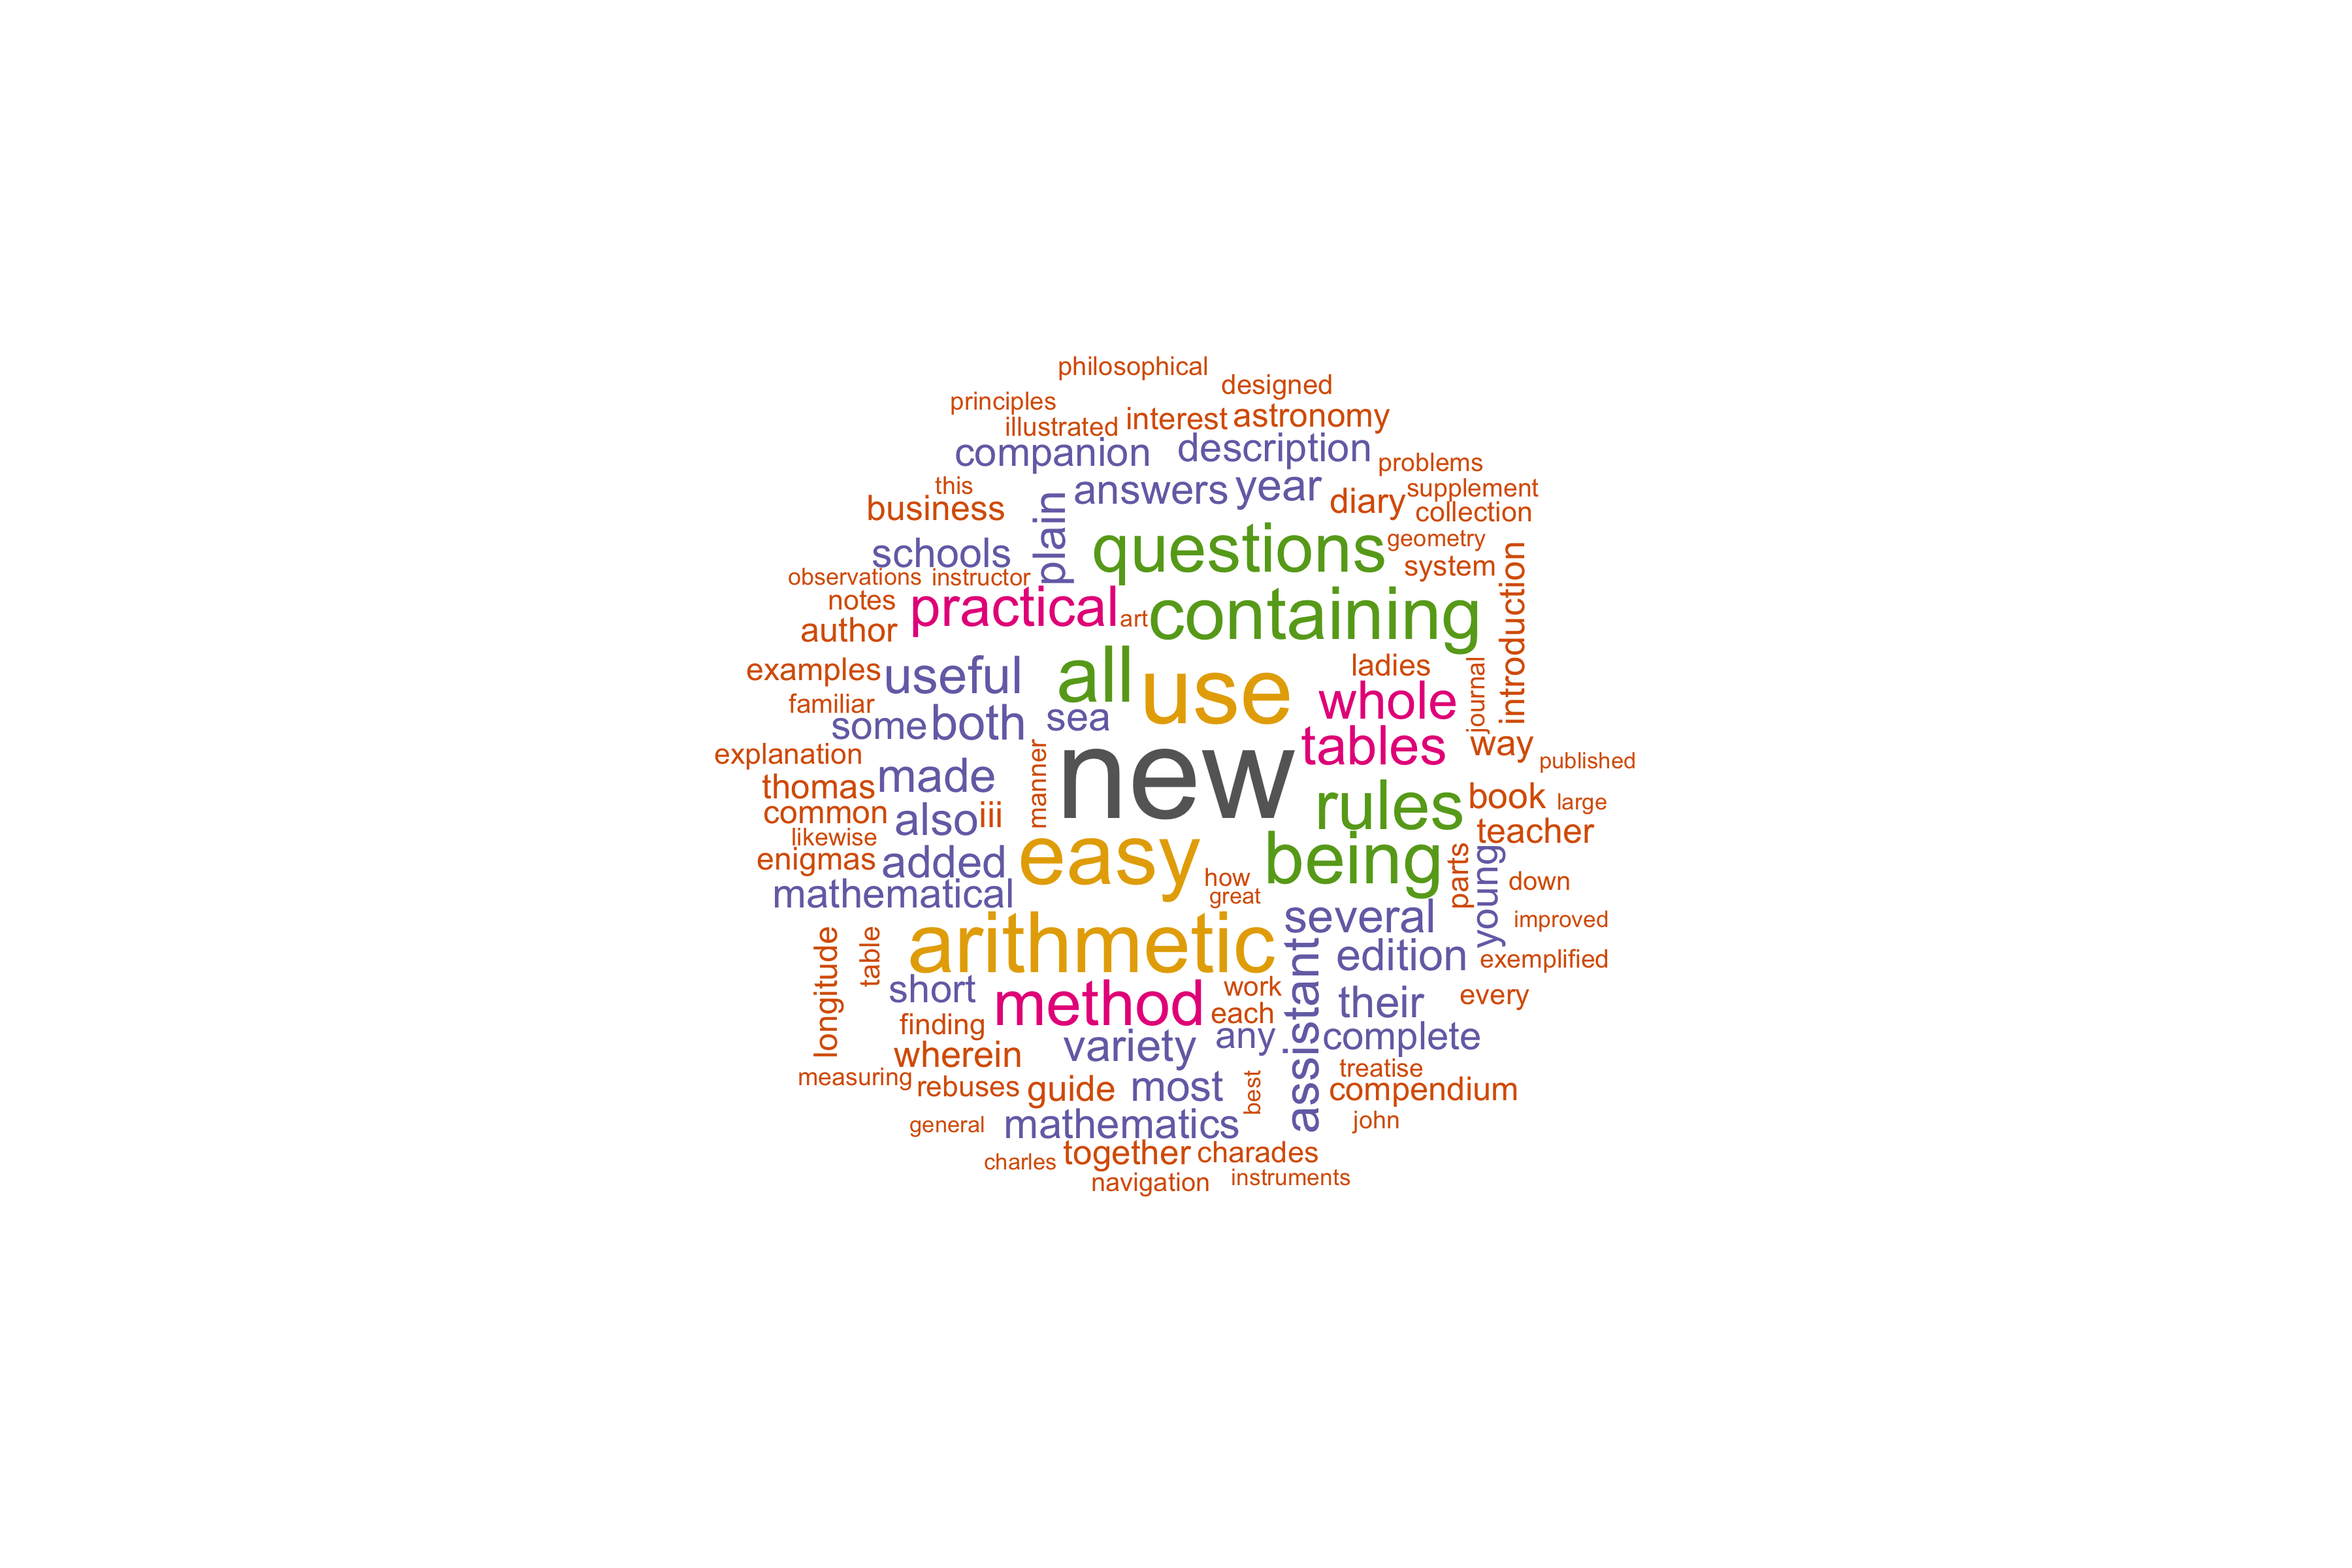 philosophical
designed
principles
illustrated
interest
astronomy
companion
description
problems
this
business
plain
answers
year
diary
supplement
collection
schools
questions
geometry
system
introduction
observations
instructor
notes
practical
art
containing
author
examples
useful
all
use
ladies
whole
journal
familiar
some
both
sea
explanation
new
tables
way
published
thomas
made
manner
common
also
iii
rules
book
large
likewise
teacher
enigmas
added
easy
how
being
parts
young
down
mathematical
great
several
improved
longitude
table
arithmetic
assistant
edition
exemplified
short
method
work
their
every
finding
each
wherein
variety
any
complete
measuring
rebuses
guide
most
best
treatise
compendium
general
mathematics
john
charles
together
charades
navigation
instruments